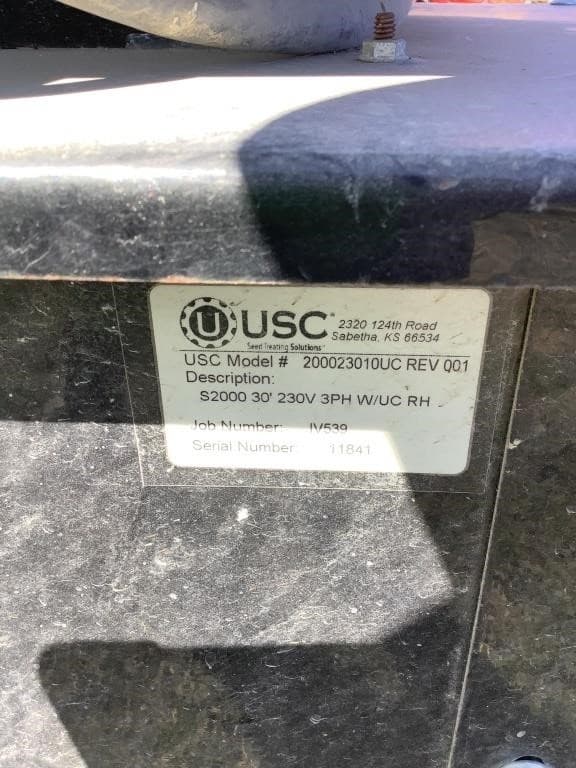 U USC
2320 124th Road
Sabetha, KS 66534
Seed Treating Solutions
USC Model # 200023010UC REV 001
Description:
S2000 30' 230V 3PH W/UC RH
Job Number: IV539
Serial Number: 11841